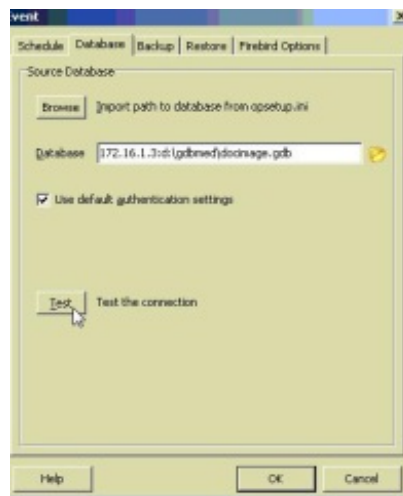 vent
Schedule Database Backup Restore Firebird Options
Source Database
Browse Import path to database from opsetup.ini
Database 172.16.1.3:d:\gdbmed\docimage.gdb
Use default authentication settings
Test Test the connection
Help OK Cancel